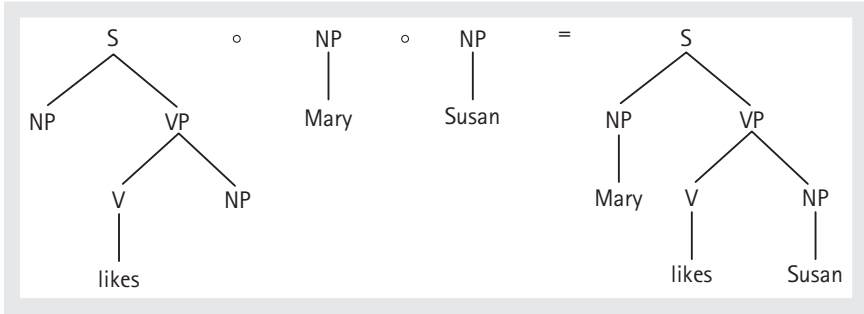 S ∘ NP ∘ NP = S
NP VP Mary Susan NP VP
V NP Mary V NP
likes likes Susan